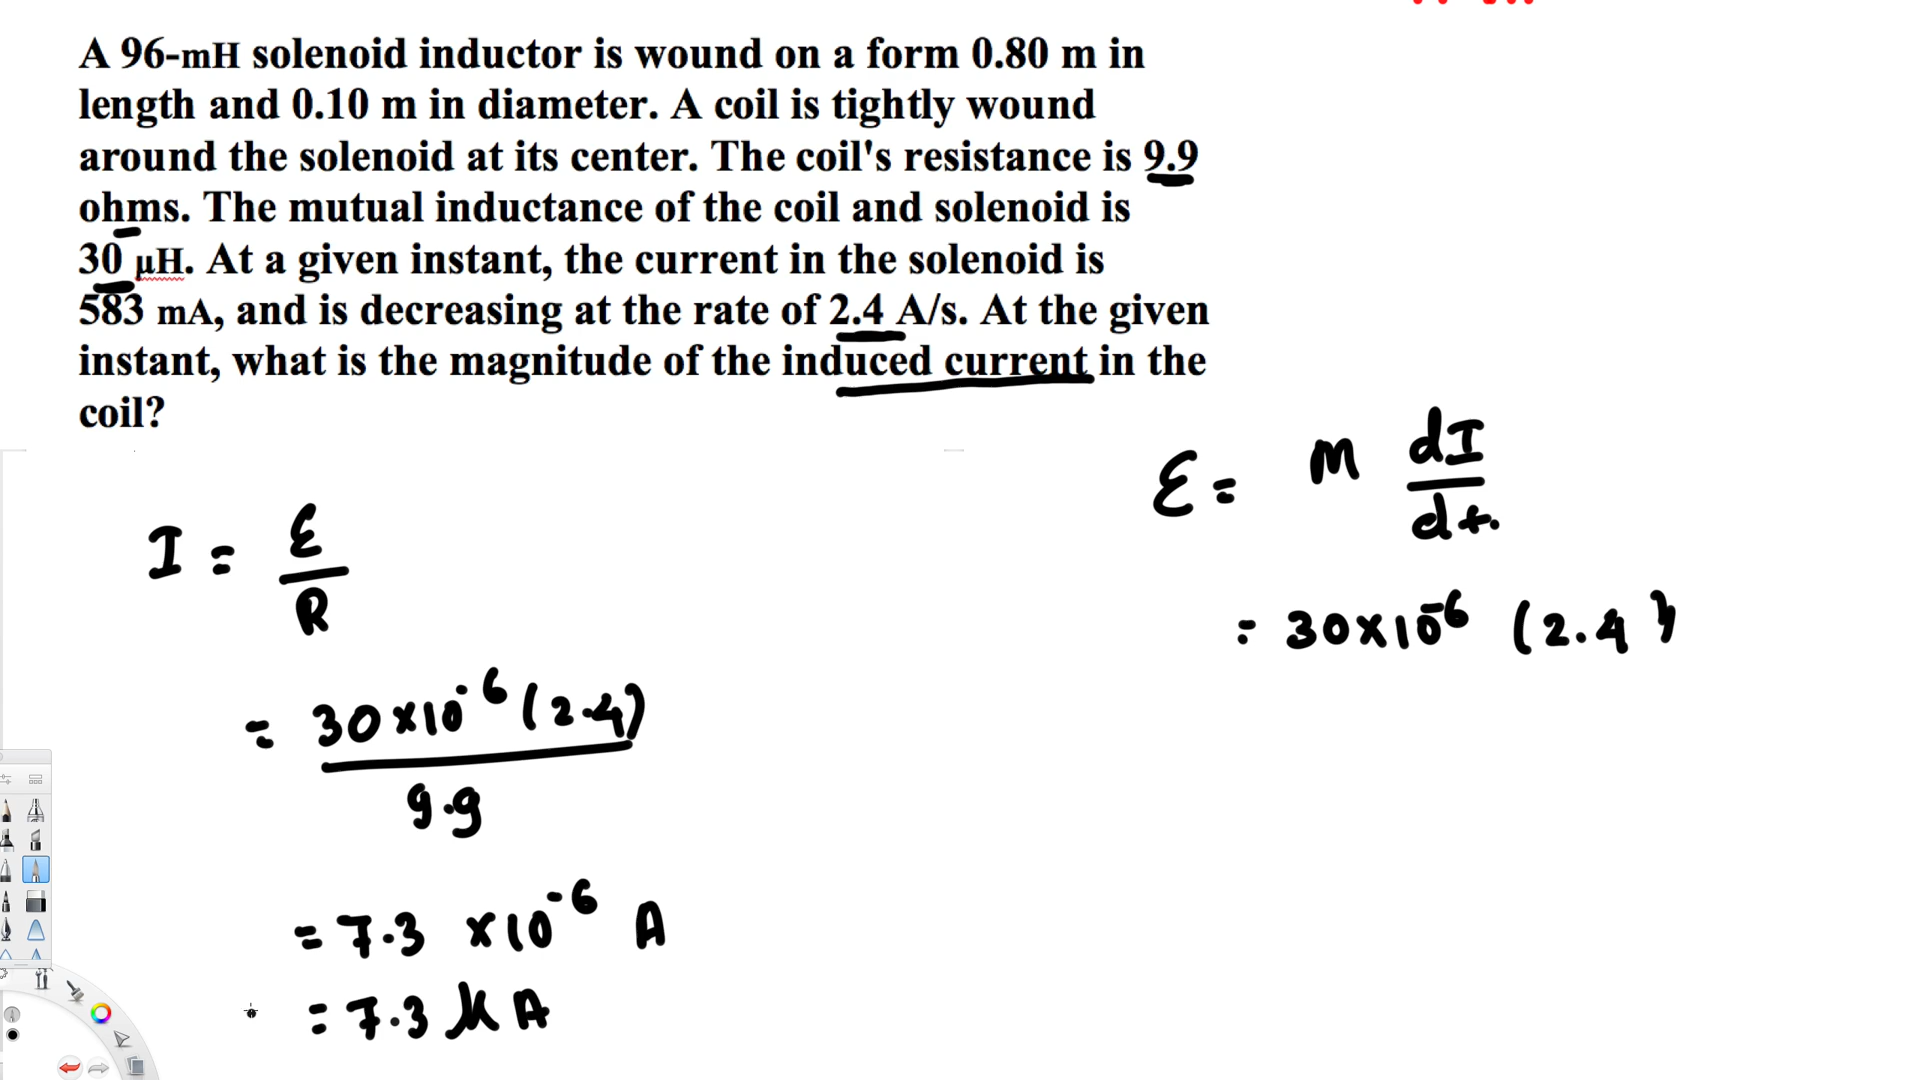 A 96-mH solenoid inductor is wound on a form 0.80 m in
length and 0.10 m in diameter. A coil is tightly wound
around the solenoid at its center. The coil's resistance is 9.9
ohms. The mutual inductance of the coil and solenoid is
30 μH. At a given instant, the current in the solenoid is
583 mA, and is decreasing at the rate of 2.4 A/s. At the given
instant, what is the magnitude of the induced current in the
coil?
ℰ = M dI/dt.
= 30×10⁻⁶ (2.4)
I = ℰ/R
= 30×10⁻⁶ (2.4)/9.9
= 7.3 ×10⁻⁶ A
= 7.3 μA